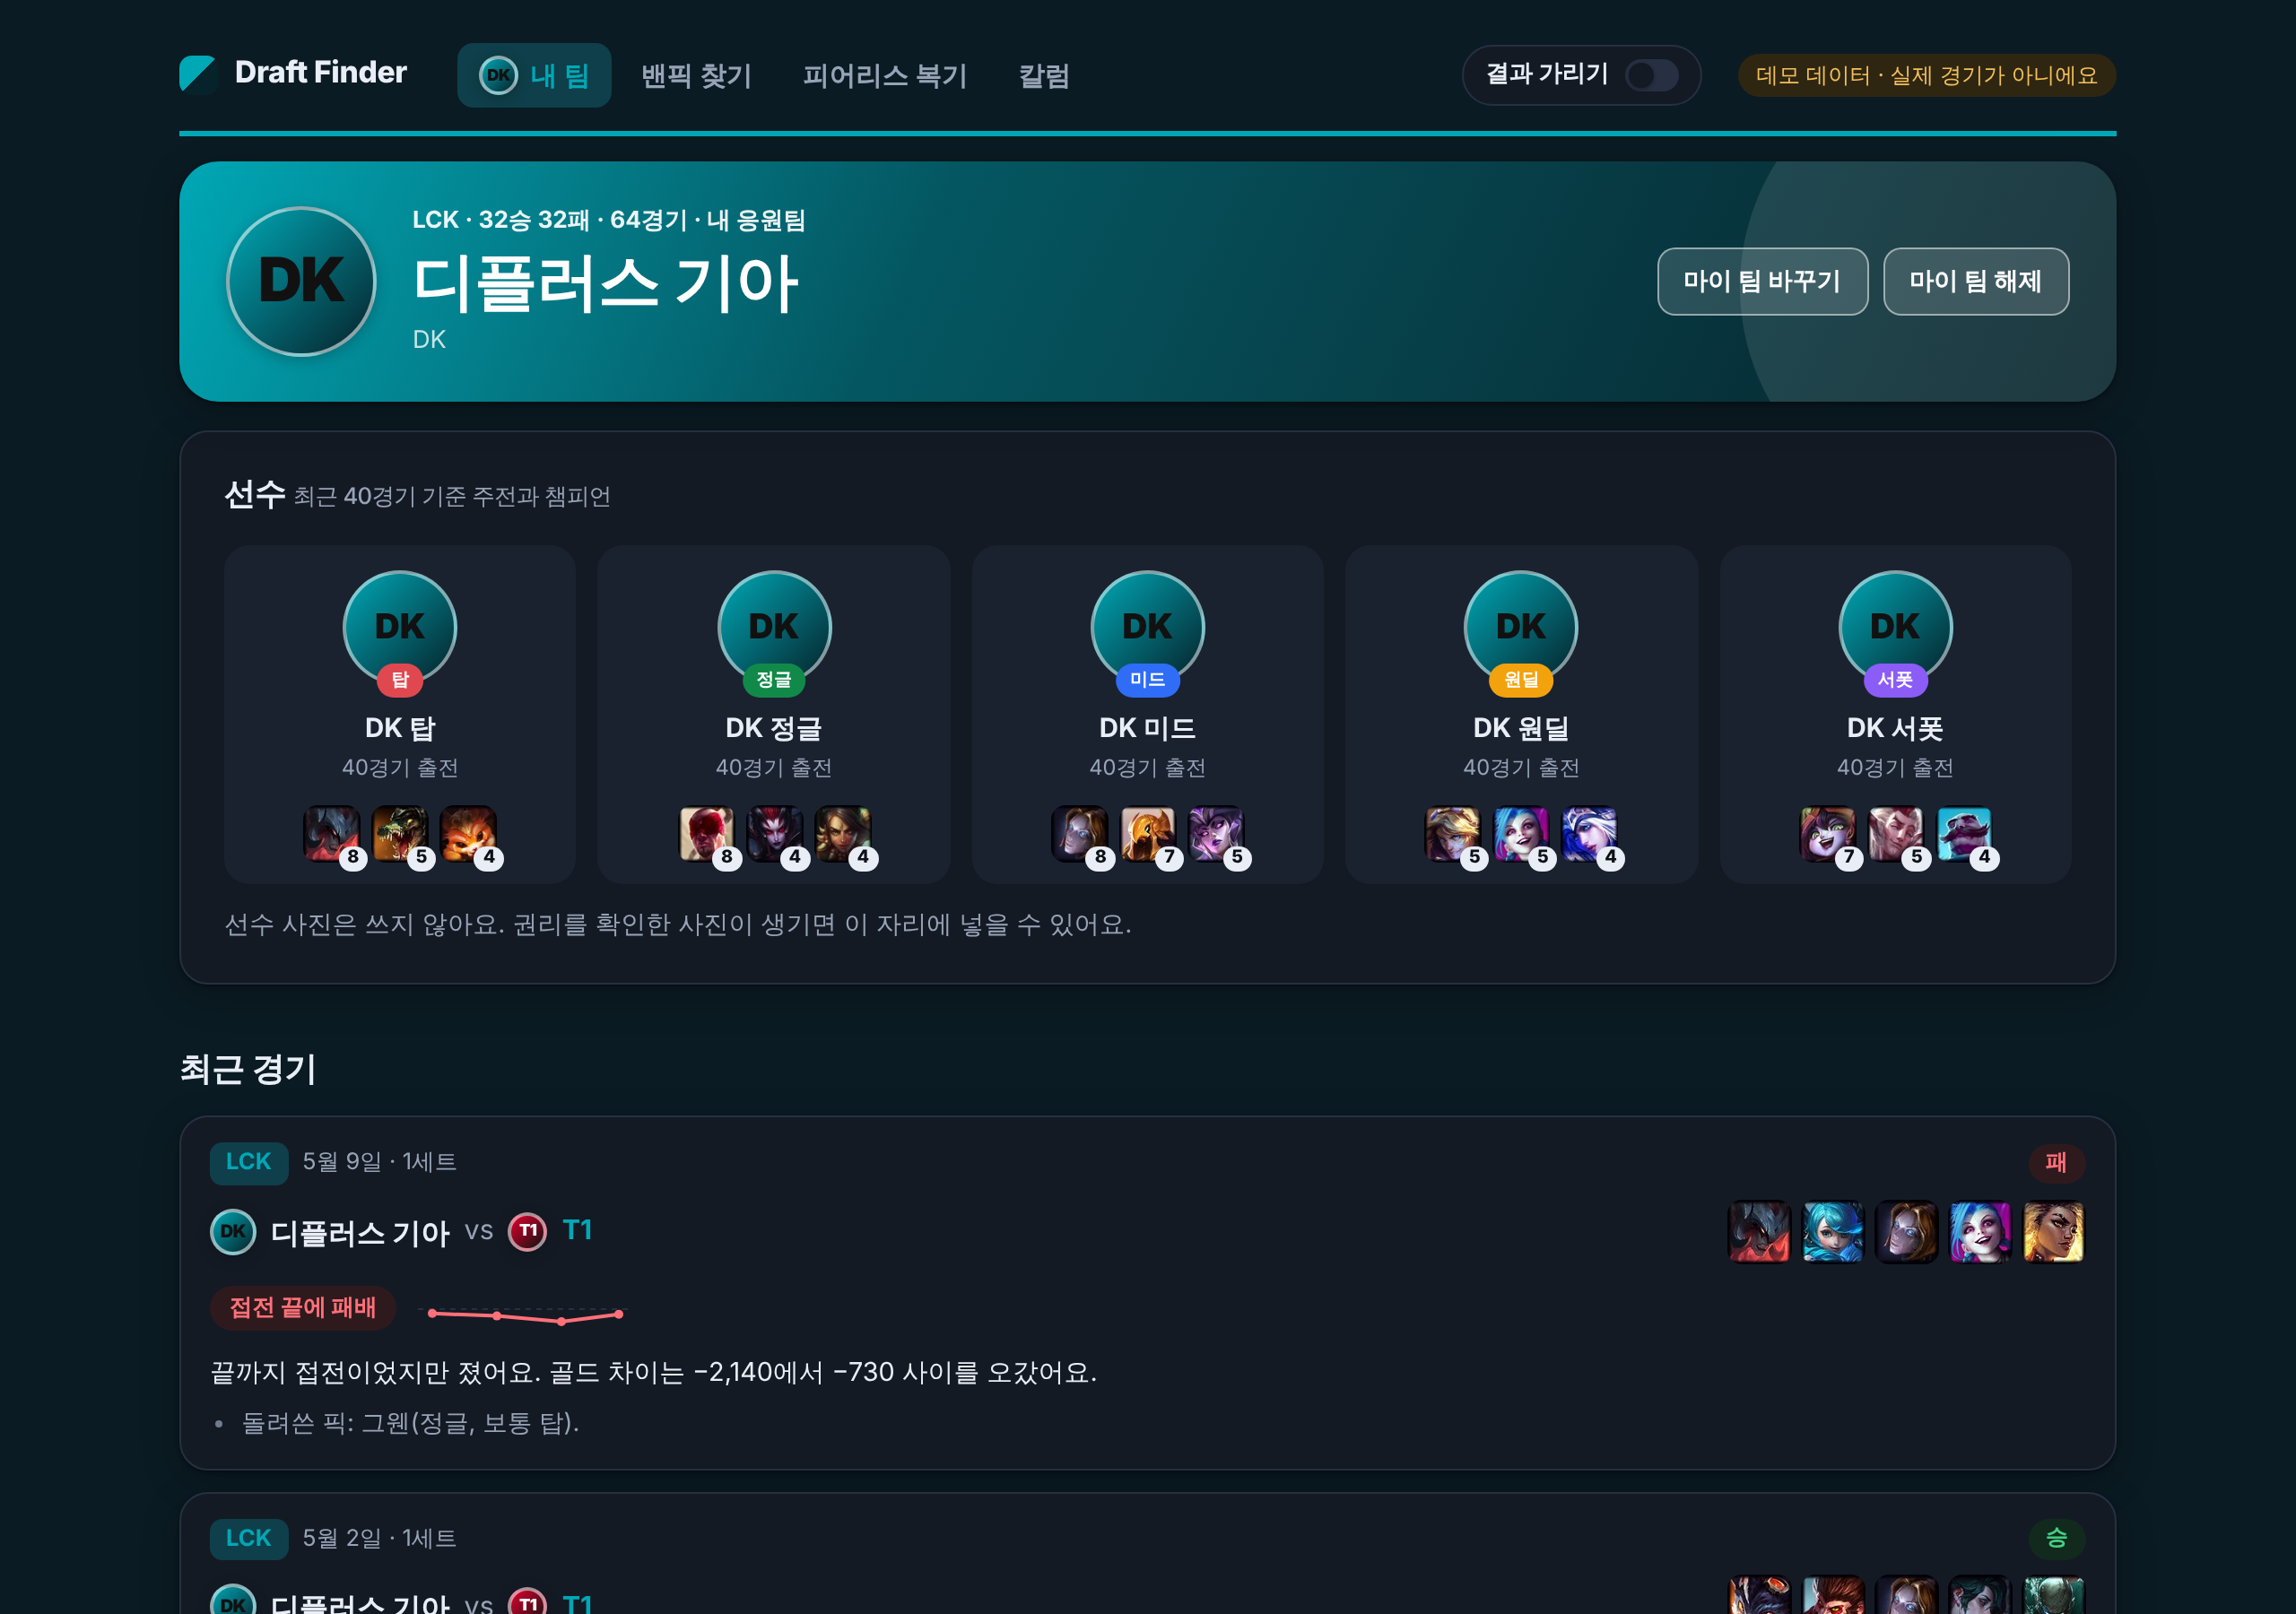 Draft Finder
DK 내 팀
밴픽 찾기
피어리스 복기
칼럼
결과 가리기
데모 데이터 · 실제 경기가 아니에요
DK
LCK · 32승 32패 · 64경기 · 내 응원팀
디플러스 기아
DK
마이 팀 바꾸기
마이 팀 해제
선수 최근 40경기 기준 주전과 챔피언
DK
탑
DK 탑
40경기 출전
8 5 4
DK
정글
DK 정글
40경기 출전
8 4 4
DK
미드
DK 미드
40경기 출전
8 7 5
DK
원딜
DK 원딜
40경기 출전
5 5 4
DK
서폿
DK 서폿
40경기 출전
7 5 4
선수 사진은 쓰지 않아요. 권리를 확인한 사진이 생기면 이 자리에 넣을 수 있어요.
최근 경기
LCK 5월 9일 · 1세트
패
DK 디플러스 기아 vs T1 T1
접전 끝에 패배
끝까지 접전이었지만 졌어요. 골드 차이는 −2,140에서 −730 사이를 오갔어요.
• 돌려쓴 픽: 그웬(정글, 보통 탑).
LCK 5월 2일 · 1세트
승
DK 디플러스 기아 vs T1 T1